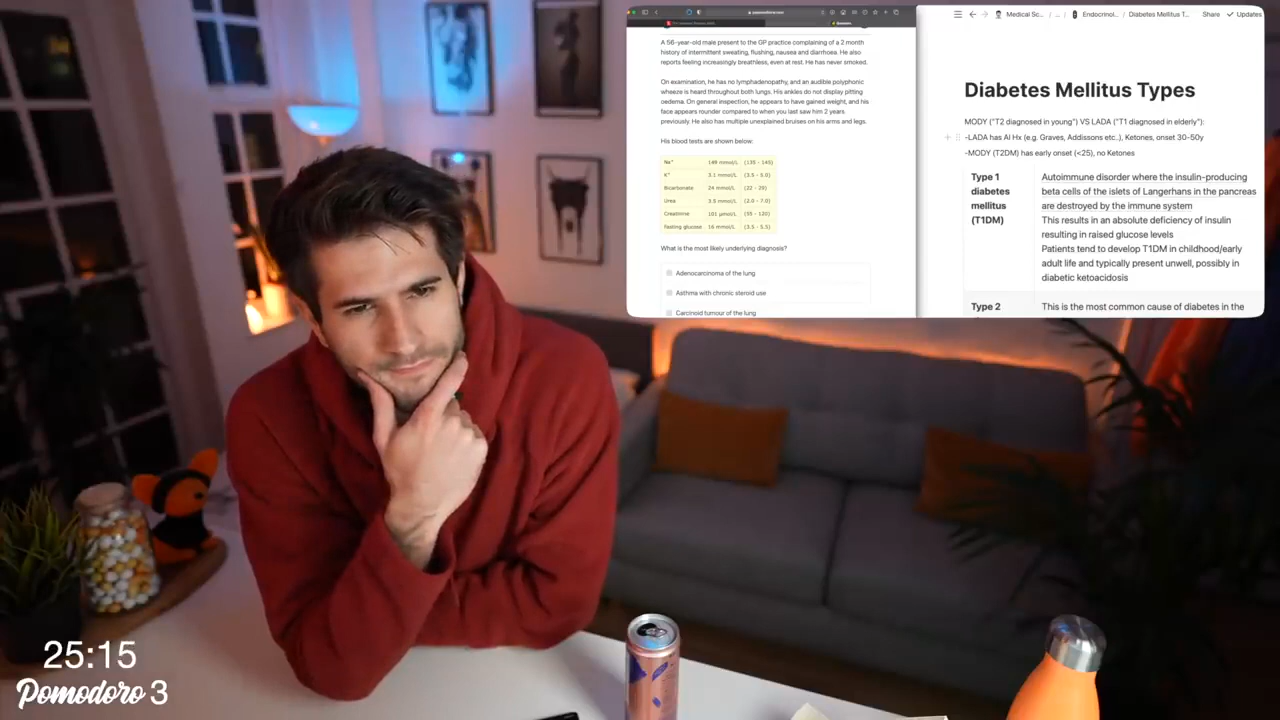 A 56-year-old male present to the GP practice complaining of a 2 month
history of intermittent sweating, flushing, nausea and diarrhoea. He also
reports feeling increasingly breathless, even at rest. He has never smoked.
On examination, he has no lymphadenopathy, and an audible polyphonic
wheeze is heard throughout both lungs. His ankles do not display pitting
oedema. On general inspection, he appears to have gained weight, and his
face appears rounder compared to when you last saw him 2 years
previously. He also has multiple unexplained bruises on his arms and legs.
His blood tests are shown below:
Na⁺ 149 mmol/L (135 - 145)
K⁺ 3.1 mmol/L (3.5 - 5.0)
Bicarbonate 24 mmol/L (22 - 29)
Urea 3.5 mmol/L (2.0 - 7.0)
Creatinine 101 µmol/L (55 - 120)
Fasting glucose 16 mmol/L (3.5 - 5.5)
What is the most likely underlying diagnosis?
Adenocarcinoma of the lung
Asthma with chronic steroid use
Carcinoid tumour of the lung
Medical Sc... / ... / Endocrinol... / Diabetes Mellitus T... Share Updates
Diabetes Mellitus Types
MODY ("T2 diagnosed in young") VS LADA ("T1 diagnosed in elderly"):
-LADA has AI Hx (e.g. Graves, Addissons etc..), Ketones, onset 30-50y
-MODY (T2DM) has early onset (<25), no Ketones
Type 1
diabetes
mellitus
(T1DM)
Autoimmune disorder where the insulin-producing
beta cells of the islets of Langerhans in the pancreas
are destroyed by the immune system
This results in an absolute deficiency of insulin
resulting in raised glucose levels
Patients tend to develop T1DM in childhood/early
adult life and typically present unwell, possibly in
diabetic ketoacidosis
Type 2
This is the most common cause of diabetes in the
25:15
Pomodoro 3